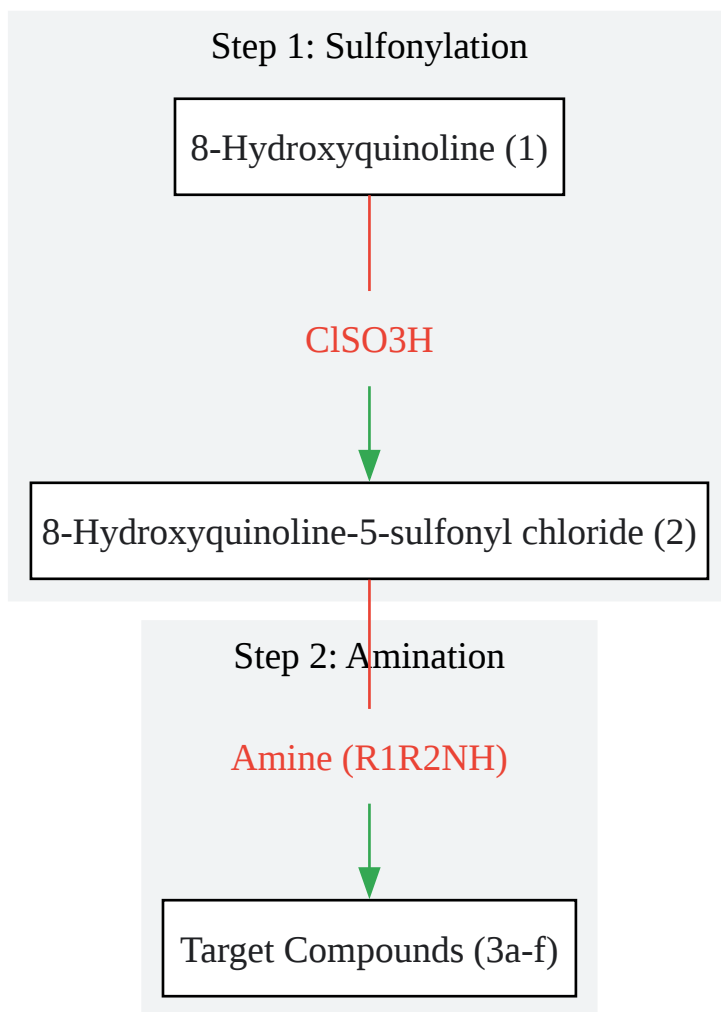 Step 1: Sulfonylation
8-Hydroxyquinoline (1)
ClSO3H
8-Hydroxyquinoline-5-sulfonyl chloride (2)
Step 2: Amination
Amine (R1R2NH)
Target Compounds (3a-f)